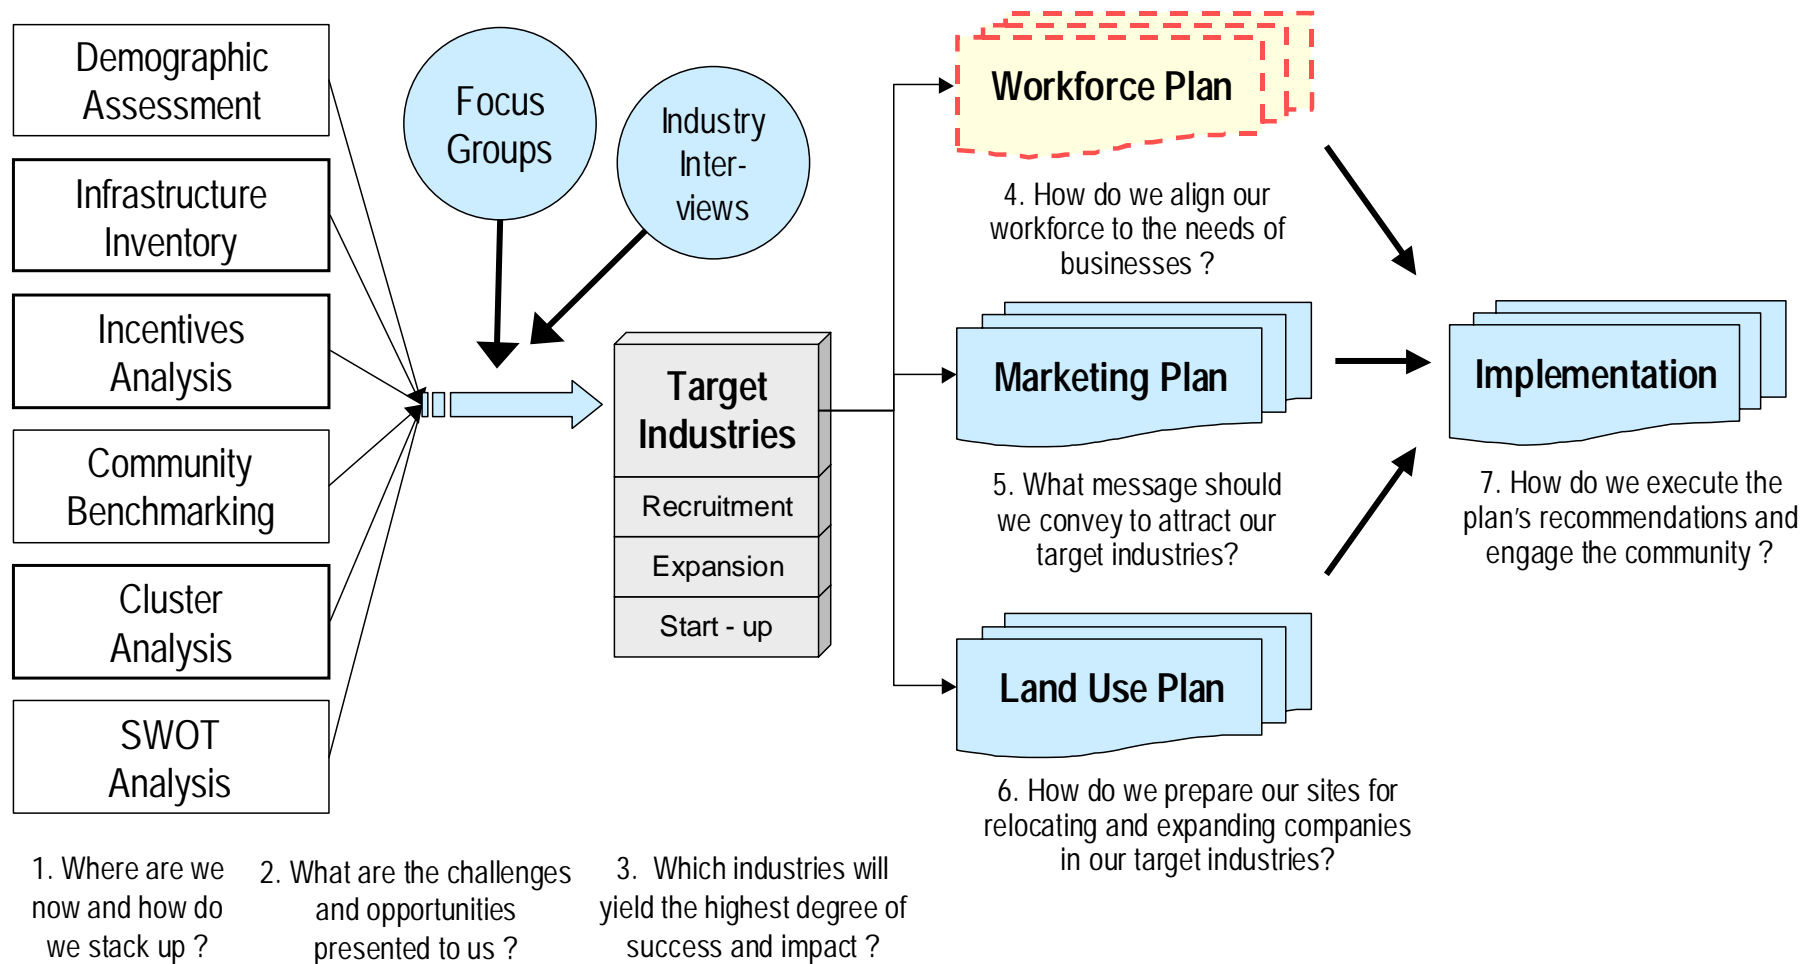 Demographic
Assessment
Infrastructure
Inventory
Incentives
Analysis
Community
Benchmarking
Cluster
Analysis
SWOT
Analysis
Focus
Groups
Industry
Inter-
views
Target
Industries
Recruitment
Expansion
Start - up
Workforce Plan
4. How do we align our
workforce to the needs of
businesses ?
Marketing Plan
5. What message should
we convey to attract our
target industries?
Land Use Plan
6. How do we prepare our sites for
relocating and expanding companies
in our target industries?
Implementation
7. How do we execute the
plan’s recommendations and
engage the community ?
1. Where are we
now and how do
we stack up ?
2. What are the challenges
and opportunities
presented to us ?
3.  Which industries will
yield the highest degree of
success and impact ?